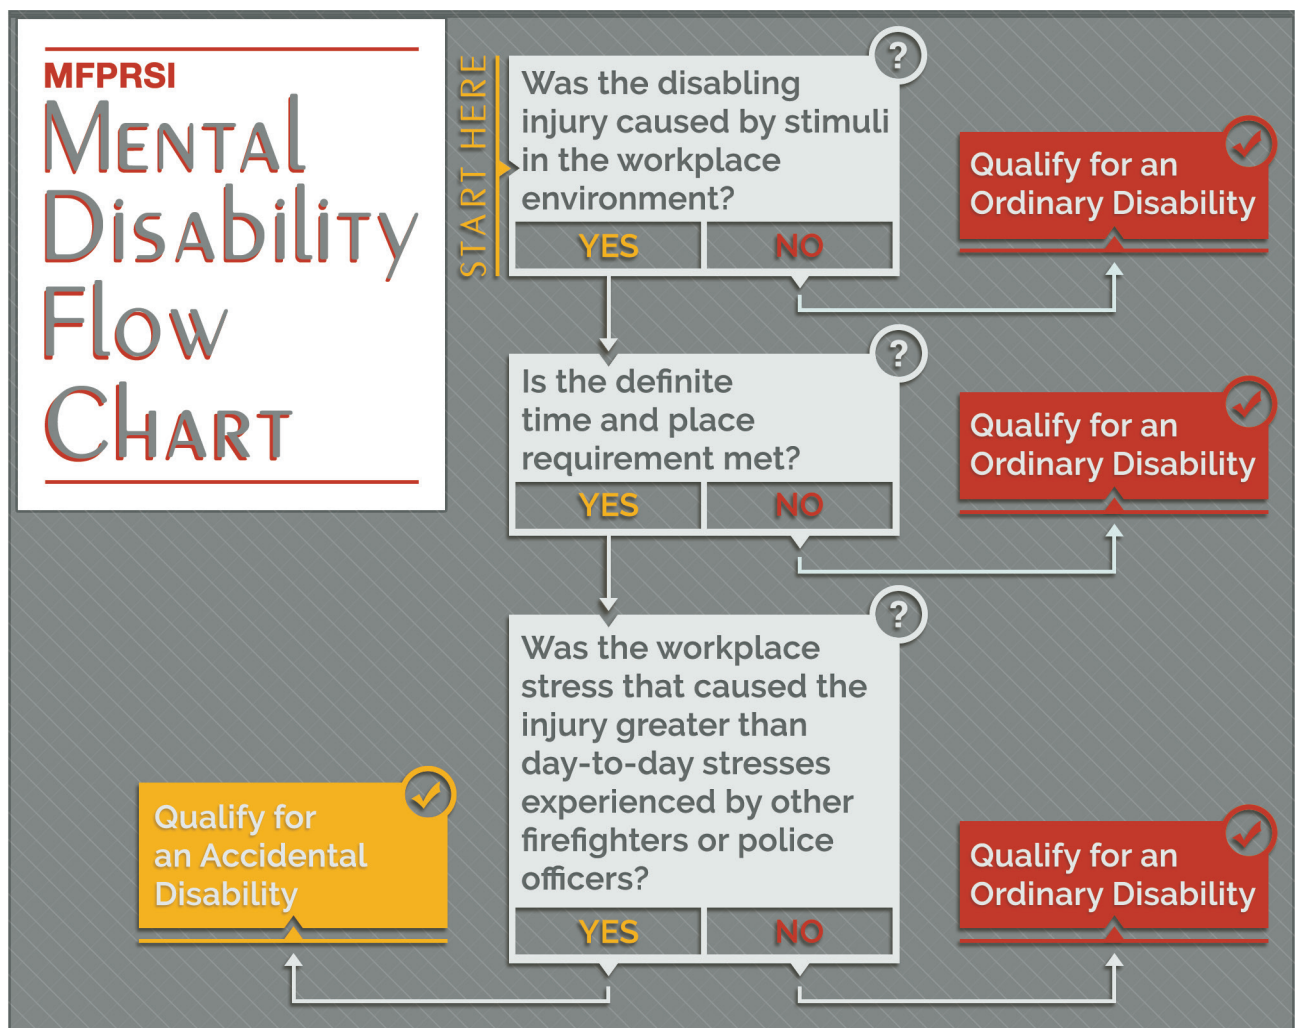 MFPRSI
Mental
Disability
Flow
Chart
START HERE
?
Was the disabling
injury caused by stimuli
in the workplace
environment?
YES
NO
Qualify for an
Ordinary Disability
?
Is the definite
time and place
requirement met?
YES
NO
Qualify for an
Ordinary Disability
?
Was the workplace
stress that caused the
injury greater than
day-to-day stresses
experienced by other
firefighters or police
officers?
YES
NO
Qualify for
an Accidental
Disability
Qualify for an
Ordinary Disability